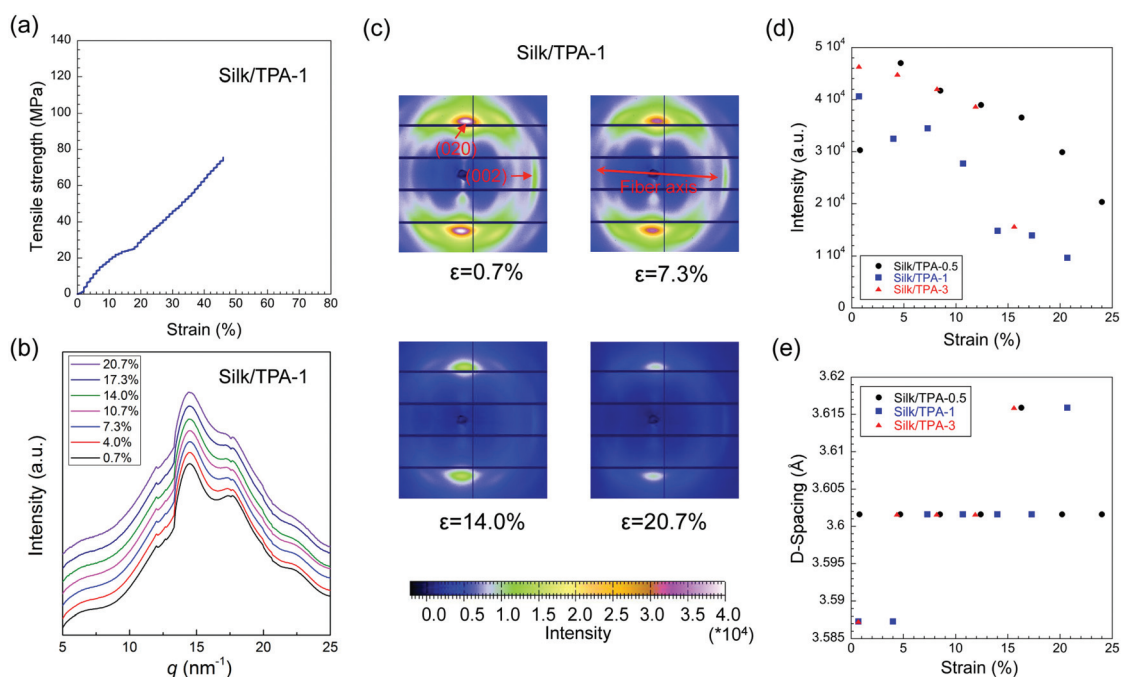 (a)
Silk/TPA-1
Tensile strength (MPa)
140
120
100
80
60
40
20
0
0 10 20 30 40 50 60 70 80
Strain (%)
(b)
Silk/TPA-1
20.7%
17.3%
14.0%
10.7%
7.3%
4.0%
0.7%
Intensity (a.u.)
5 10 15 20 25
q (nm⁻¹)
(c)
Silk/TPA-1
(020)
(002)
ε=0.7%
Fiber axis
ε=7.3%
ε=14.0%
ε=20.7%
0.0 0.5 1.0 1.5 2.0 2.5 3.0 3.5 4.0
Intensity
(*10⁴)
(d)
Intensity (a.u.)
5 10⁴
4 10⁴
3 10⁴
2 10⁴
1 10⁴
0
Silk/TPA-0.5
Silk/TPA-1
Silk/TPA-3
0 5 10 15 20 25
Strain (%)
(e)
D-Spacing (Å)
3.62
3.615
3.61
3.605
3.6
3.595
3.59
3.585
Silk/TPA-0.5
Silk/TPA-1
Silk/TPA-3
0 5 10 15 20 25
Strain (%)